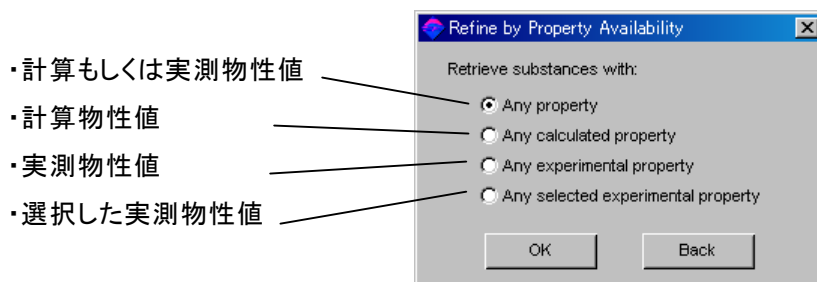 Refine by Property Availability
・計算もしくは実測物性値
Retrieve substances with:
Any property
・計算物性値
Any calculated property
・実測物性値
Any experimental property
・選択した実測物性値
Any selected experimental property
OK
Back